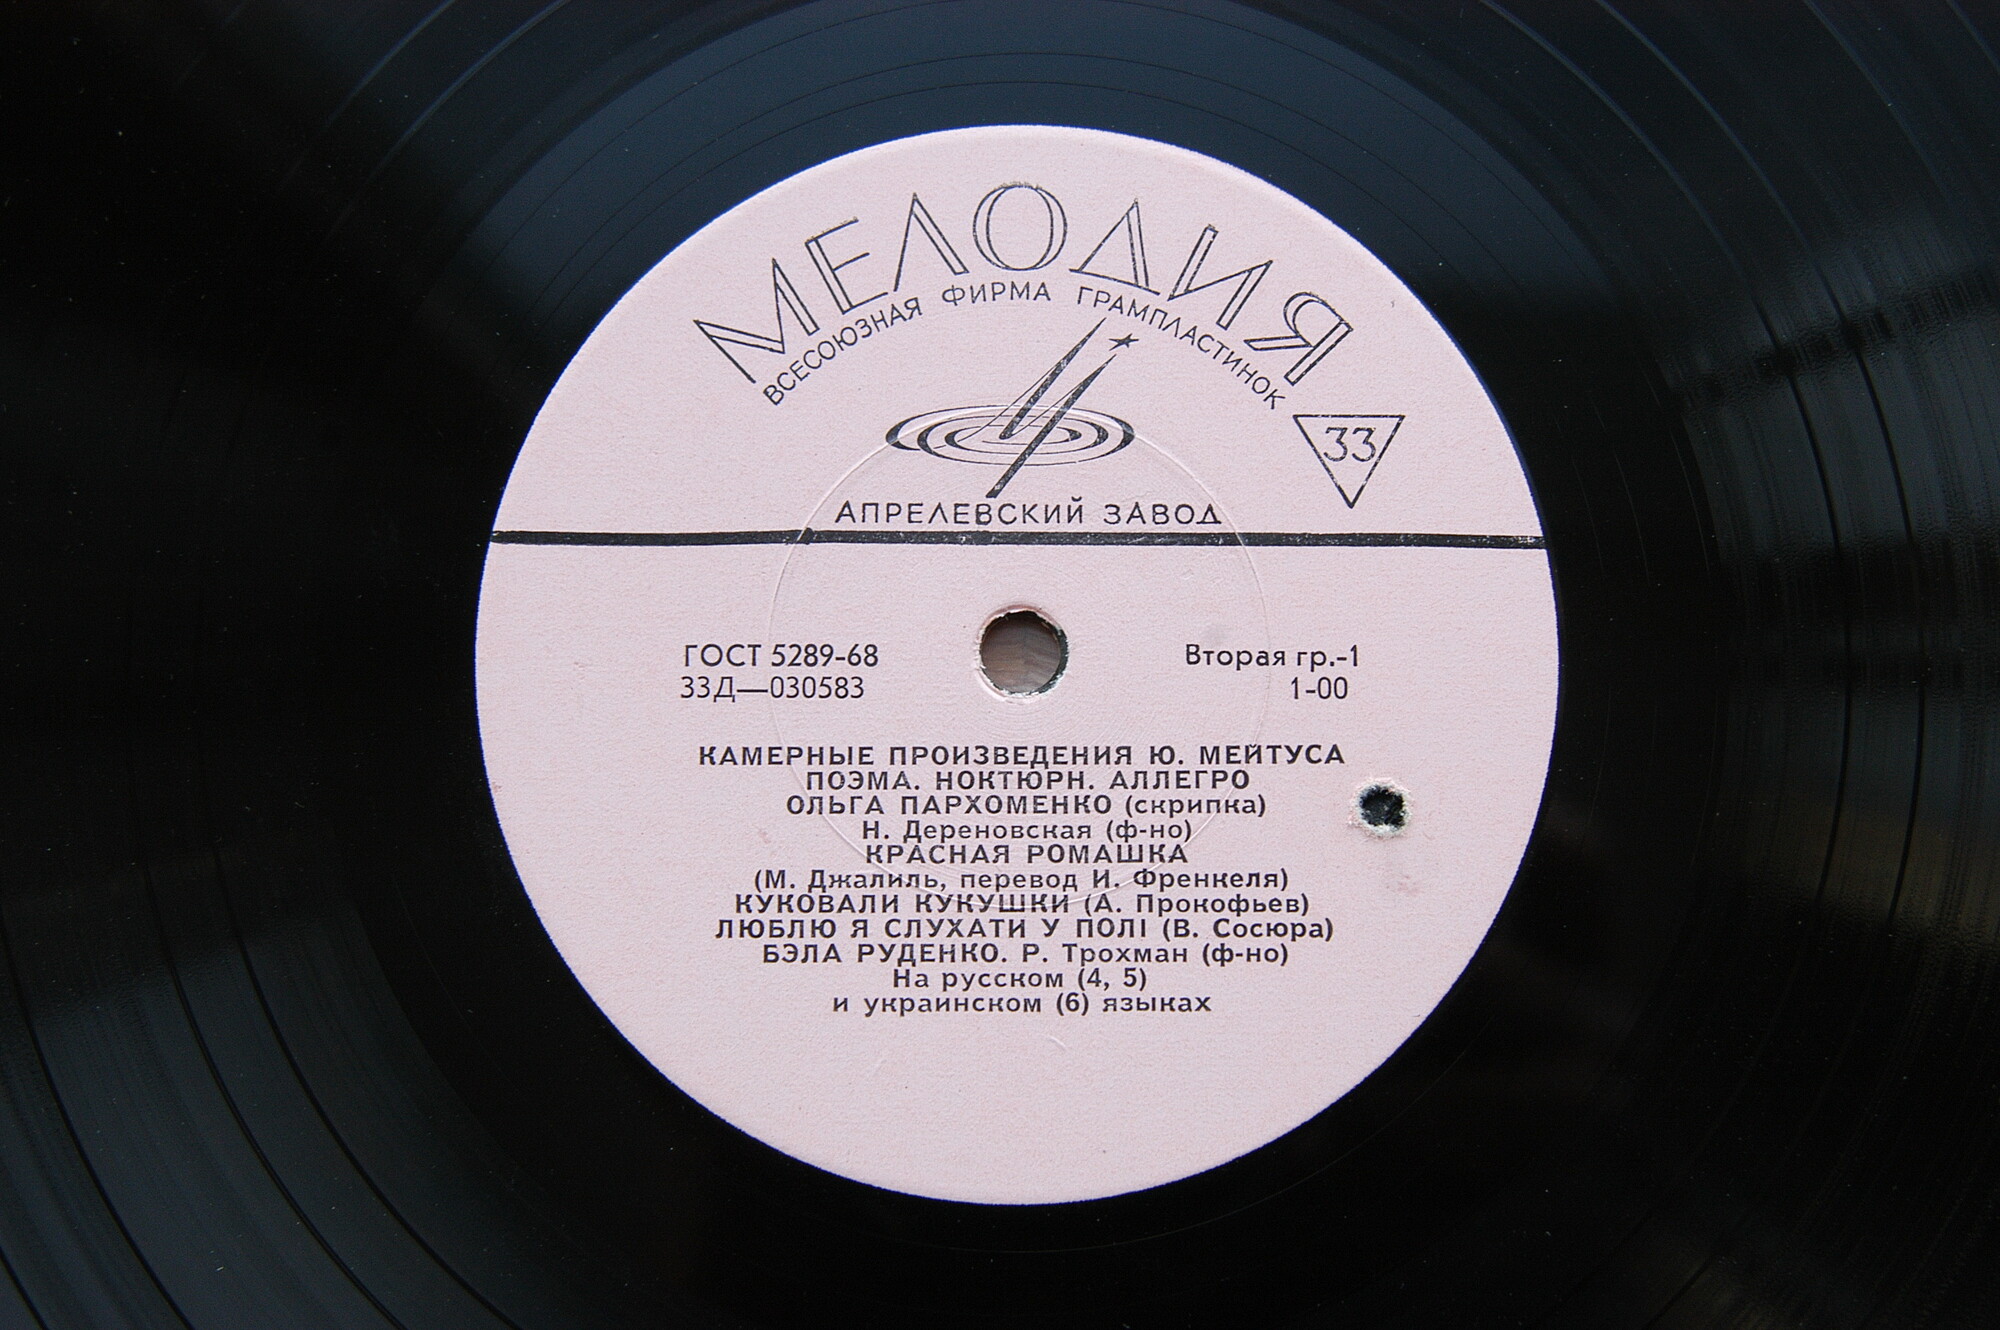 МЕЛОДИЯ
ВСЕСОЮЗНАЯ ФИРМА ГРАМПЛАСТИНОК
33
АПРЕЛЕВСКИЙ ЗАВОД
ГОСТ 5289-68
33Д—030583
Вторая гр.-1
1-00
КАМЕРНЫЕ ПРОИЗВЕДЕНИЯ Ю. МЕЙТУСА
ПОЭМА. НОКТЮРН. АЛЛЕГРО
ОЛЬГА ПАРХОМЕНКО (скрипка)
Н. Дереновская (ф-но)
КРАСНАЯ РОМАШКА
(М. Джалиль, перевод И. Френкеля)
КУКОВАЛИ КУКУШКИ (А. Прокофьев)
ЛЮБЛЮ Я СЛУХАТИ У ПОЛІ (В. Сосюра)
БЭЛА РУДЕНКО. Р. Трохман (ф-но)
На русском (4, 5)
и украинском (6) языках